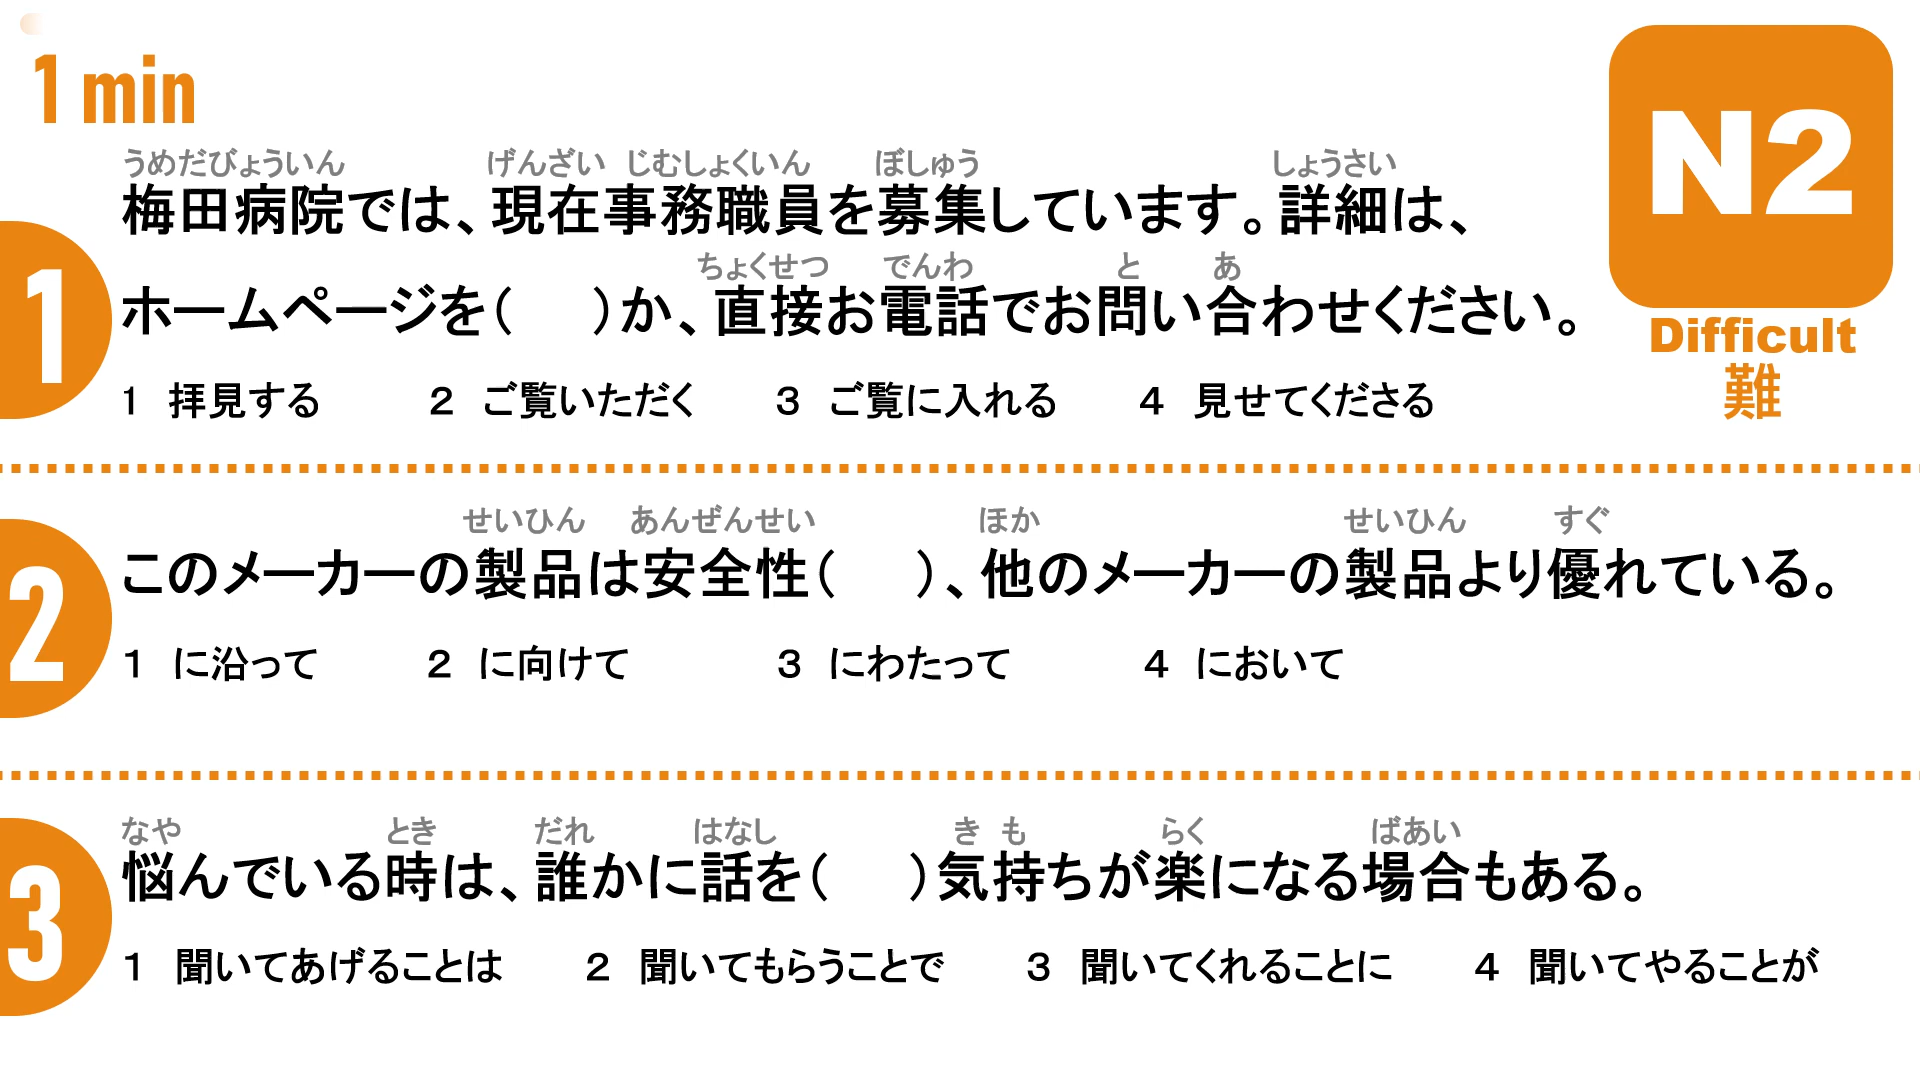 1 min
N2
Difficult
難
1
うめだびょういん げんざい じむしょくいん ぼしゅう しょうさい
梅田病院では、現在事務職員を募集しています。詳細は、
ちょくせつ でんわ と あ
ホームページを（　　）か、直接お電話でお問い合わせください。
1 拝見する 2 ご覧いただく 3 ご覧に入れる 4 見せてくださる
2
せいひん あんぜんせい ほか せいひん すぐ
このメーカーの製品は安全性（　　）、他のメーカーの製品より優れている。
1 に沿って 2 に向けて 3 にわたって 4 において
3
なや とき だれ はなし き も らく ばあい
悩んでいる時は、誰かに話を（　　）気持ちが楽になる場合もある。
1 聞いてあげることは 2 聞いてもらうことで 3 聞いてくれることに 4 聞いてやることが